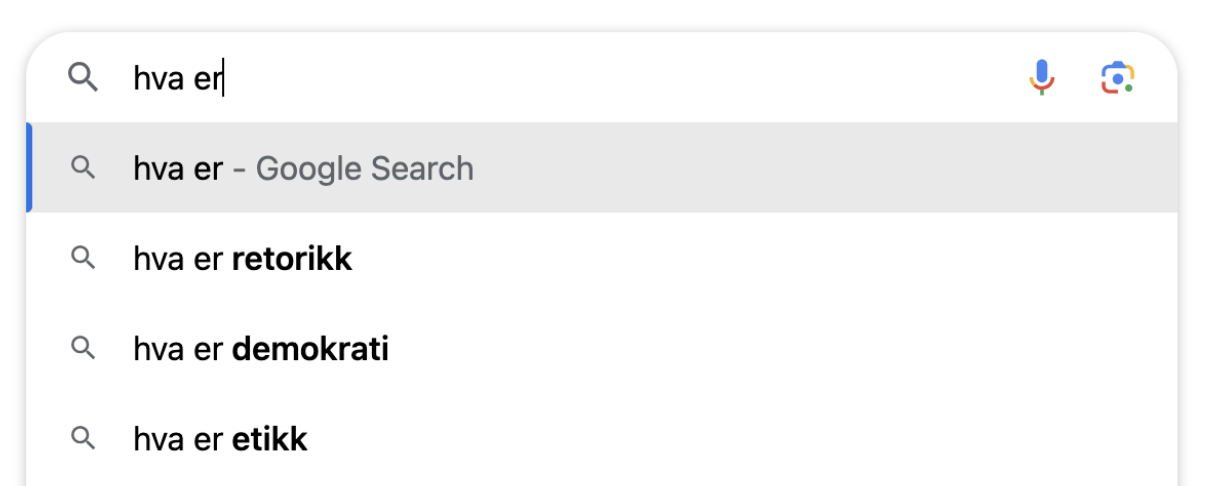 hva er
hva er - Google Search
hva er retorikk
hva er demokrati
hva er etikk